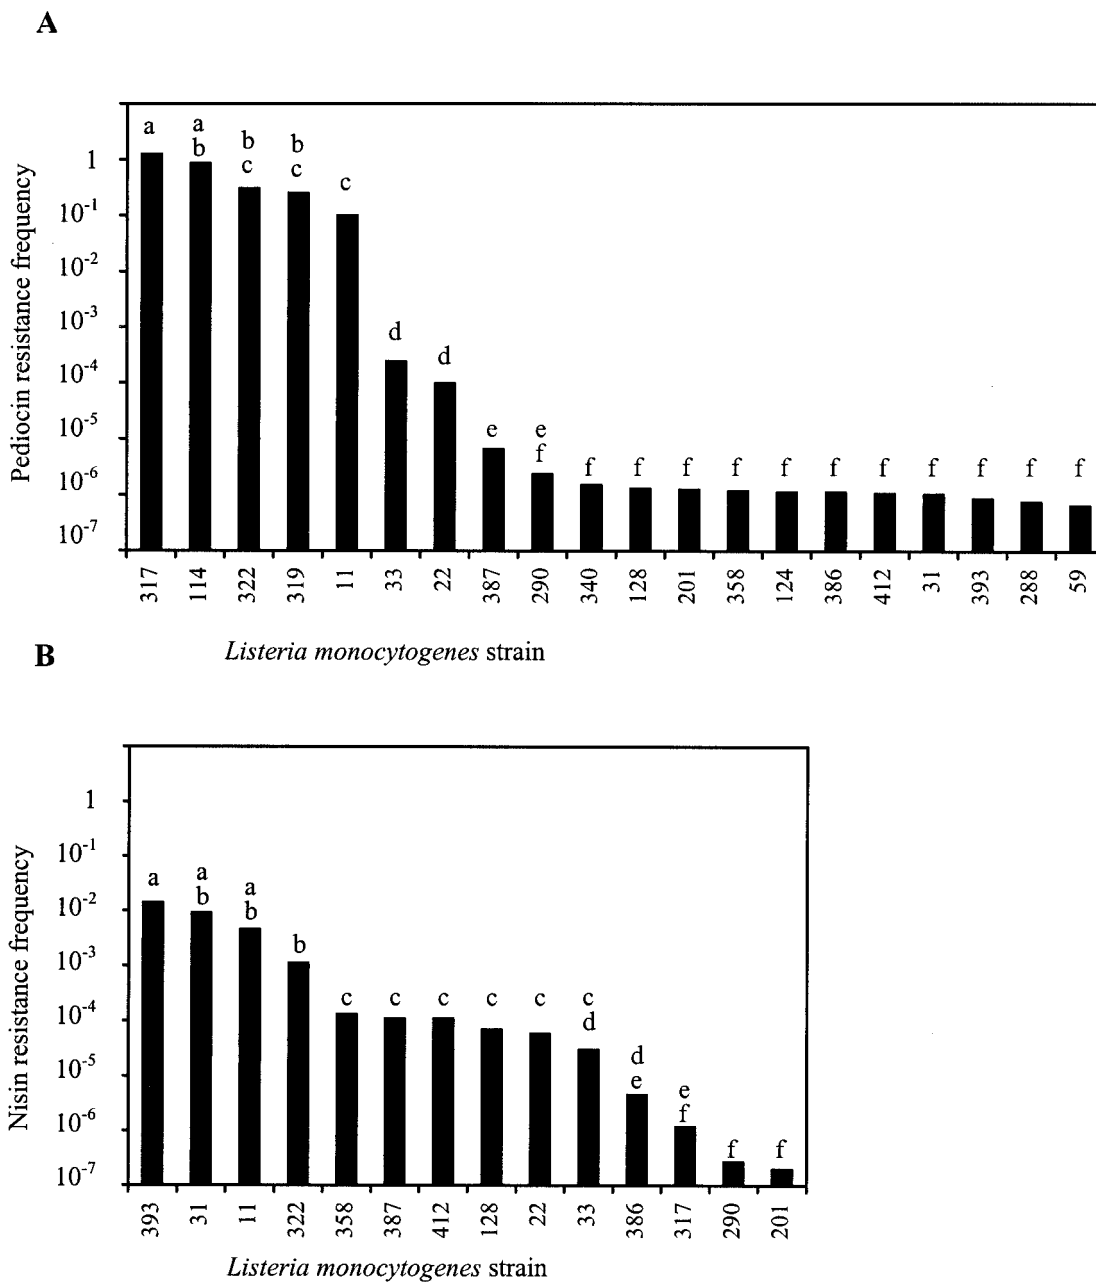 A
Pediocin resistance frequency
1
10-1
10-2
10-3
10-4
10-5
10-6
10-7
a
a
b
b
c
b
c
c
d
d
e
e
f
f
f
f
f
f
f
f
f
f
f
f
317
114
322
319
11
33
22
387
290
340
128
201
358
124
386
412
31
393
288
59
Listeria monocytogenes strain
B
Nisin resistance frequency
1
10-1
10-2
10-3
10-4
10-5
10-6
10-7
a
a
b
a
b
b
c
c
c
c
c
c
d
d
e
e
f
f
f
393
31
11
322
358
387
412
128
22
33
386
317
290
201
Listeria monocytogenes strain